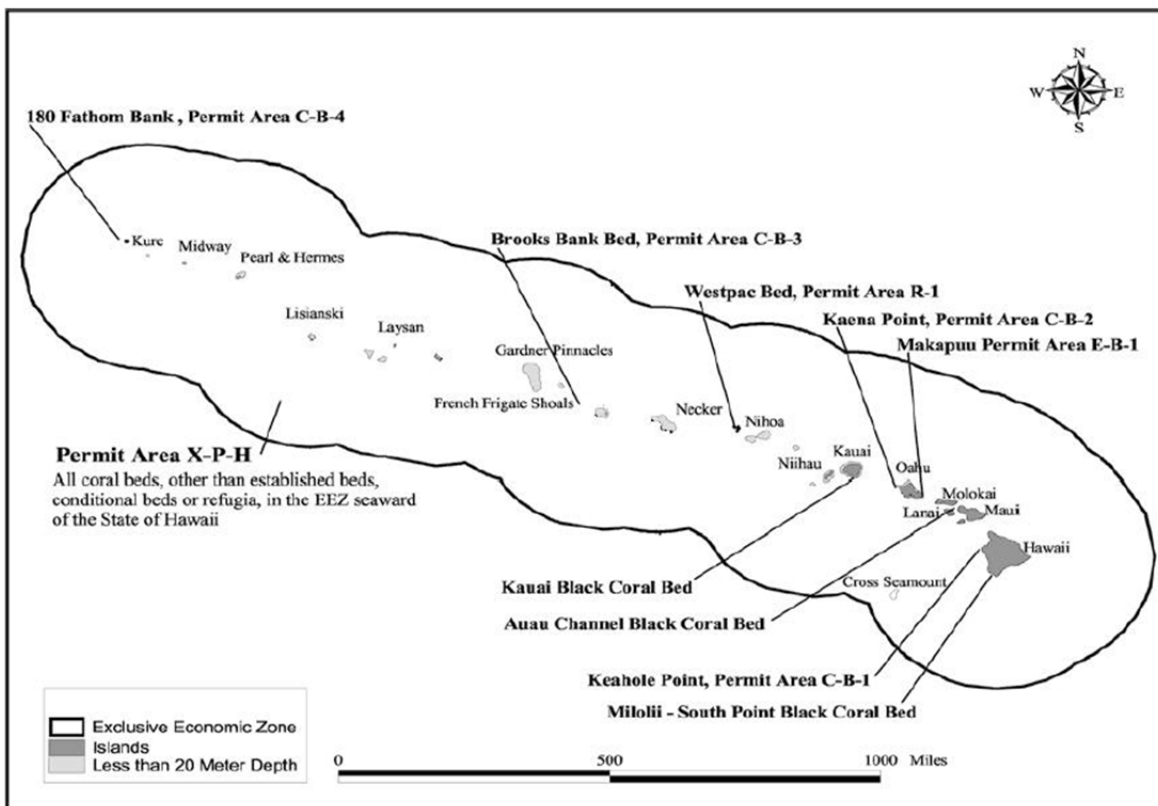 N
W E
S
180 Fathom Bank , Permit Area C-B-4
Kure
Midway
Pearl & Hermes
Brooks Bank Bed, Permit Area C-B-3
Westpac Bed, Permit Area R-1
Kaena Point, Permit Area C-B-2
Makapuu Permit Area E-B-1
Lisianski
Laysan
Gardner Pinnacles
French Frigate Shoals
Necker
Nihoa
Permit Area X-P-H
All coral beds, other than established beds,
conditional beds or refugia, in the EEZ seaward
of the State of Hawaii
Niihau
Kauai
Oahu
Molokai
Lanai
Maui
Hawaii
Cross Seamount
Kauai Black Coral Bed
Auau Channel Black Coral Bed
Keahole Point, Permit Area C-B-1
Milolii - South Point Black Coral Bed
Exclusive Economic Zone
Islands
Less than 20 Meter Depth
0 500 1000 Miles